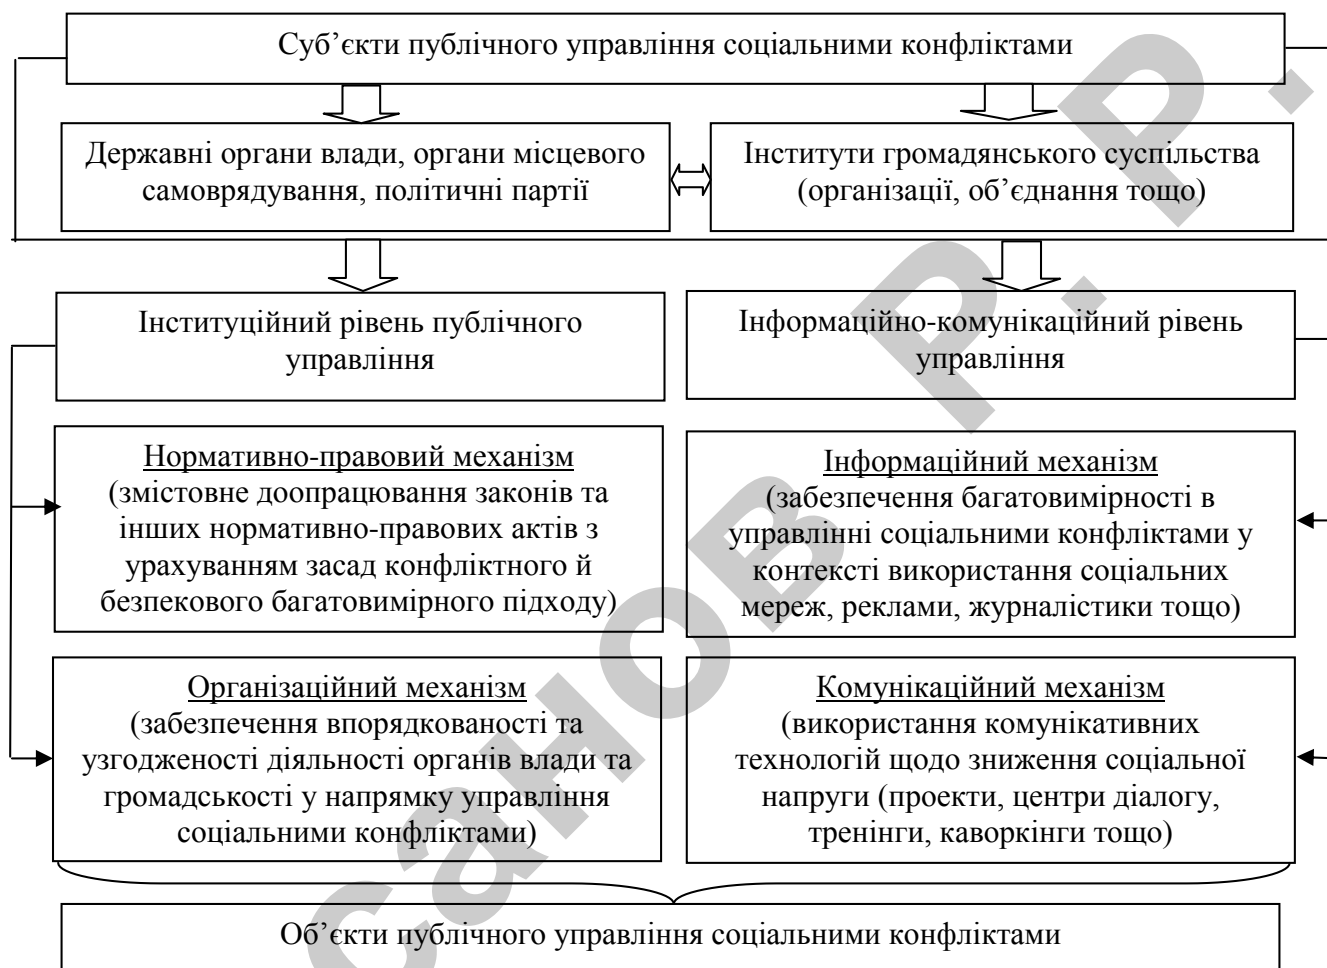 Суб’єкти публічного управління соціальними конфліктами
Державні органи влади, органи місцевого
самоврядування, політичні партії
Інститути громадянського суспільства
(організації, об’єднання тощо)
Інституційний рівень публічного
управління
Інформаційно-комунікаційний рівень
управління
Нормативно-правовий механізм
(змістовне доопрацювання законів та
інших нормативно-правових актів з
урахуванням засад конфліктного й
безпекового багатовимірного підходу)
Інформаційний механізм
(забезпечення багатовимірності в
управлінні соціальними конфліктами у
контексті використання соціальних
мереж, реклами, журналістики тощо)
Організаційний механізм
(забезпечення впорядкованості та
узгодженості діяльності органів влади та
громадськості у напрямку управління
соціальними конфліктами)
Комунікаційний механізм
(використання комунікативних
технологій щодо зниження соціальної
напруги (проекти, центри діалогу,
тренінги, каворкінги тощо)
Об’єкти публічного управління соціальними конфліктами
санов Р. Р.